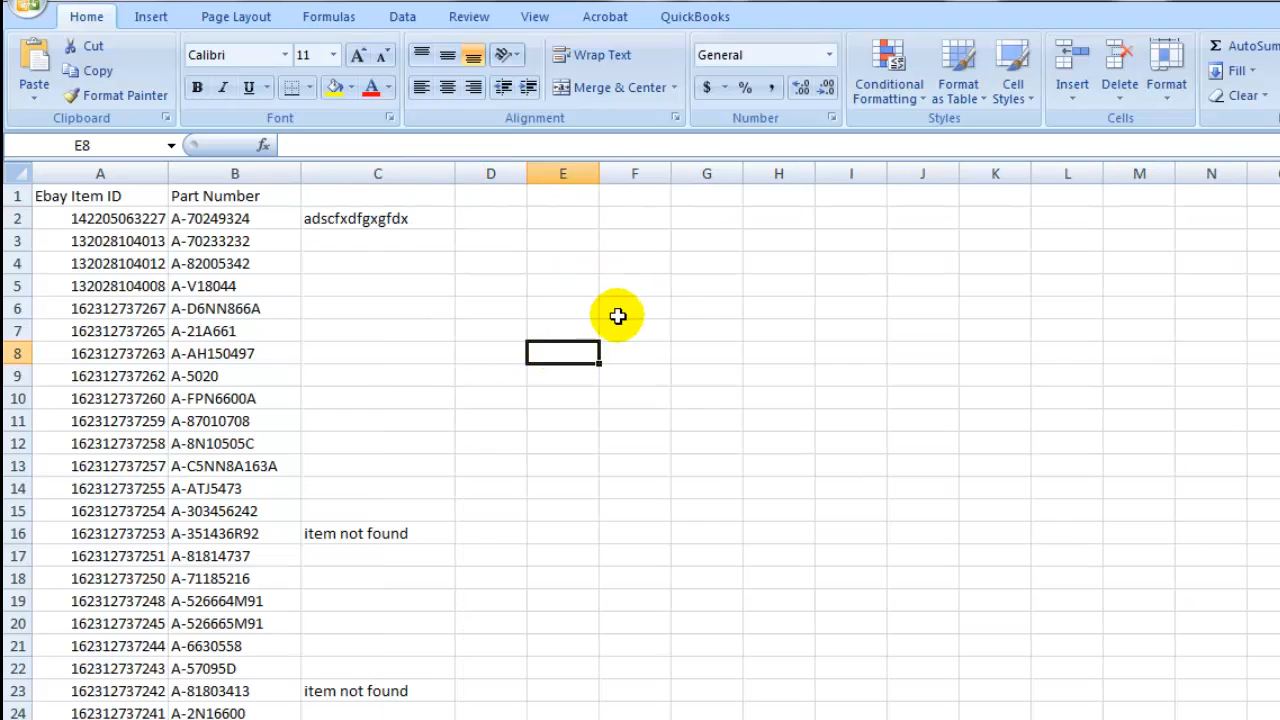 Home Insert Page Layout Formulas Data Review View Acrobat QuickBooks
Paste Cut Copy Format Painter Clipboard
Calibri 11 A A B I U A Font
Wrap Text Merge & Center Alignment
General $ % , .0 .00 .00 .0 Number
Conditional Formatting Format as Table Cell Styles Styles
Insert Delete Format Cells
Σ AutoSum Fill Clear
E8 fx
A B C D E F G H I J K L M N
1 Ebay Item ID Part Number
2 142205063227 A-70249324 adscfxdfgxgfdx
3 132028104013 A-70233232
4 132028104012 A-82005342
5 132028104008 A-V18044
6 162312737267 A-D6NN866A
7 162312737265 A-21A661
8 162312737263 A-AH150497
9 162312737262 A-5020
10 162312737260 A-FPN6600A
11 162312737259 A-87010708
12 162312737258 A-8N10505C
13 162312737257 A-C5NN8A163A
14 162312737255 A-ATJ5473
15 162312737254 A-303456242
16 162312737253 A-351436R92 item not found
17 162312737251 A-81814737
18 162312737250 A-71185216
19 162312737248 A-526664M91
20 162312737245 A-526665M91
21 162312737244 A-6630558
22 162312737243 A-57095D
23 162312737242 A-81803413 item not found
24 162312737241 A-2N16600